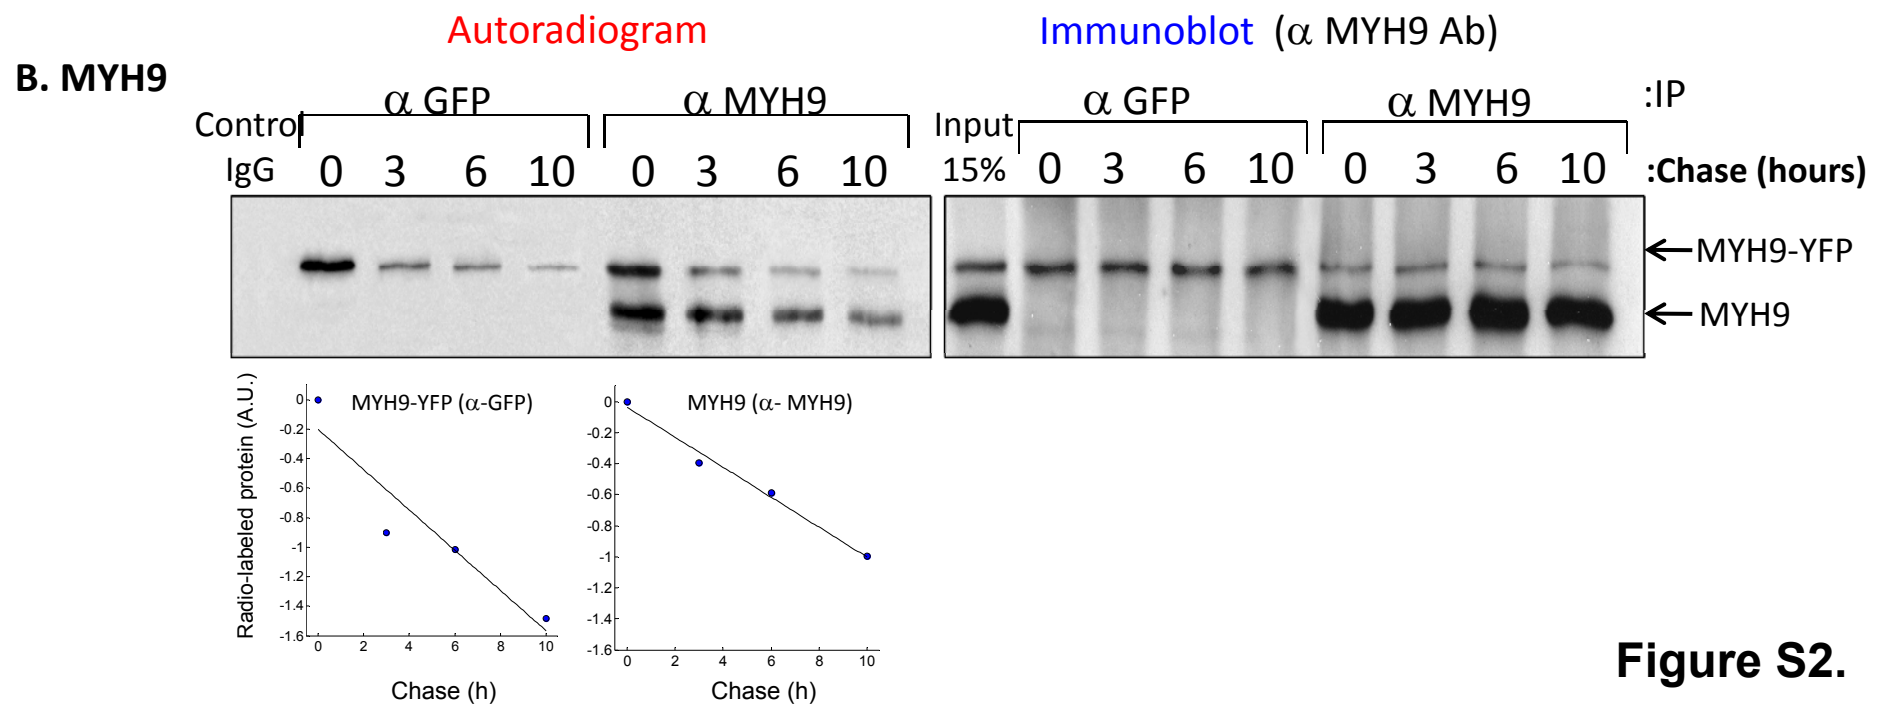 Autoradiogram
Immunoblot (α MYH9 Ab)
B. MYH9
α GFP
α MYH9
α GFP
α MYH9
:IP
Control
Input
IgG 0 3 6 10 0 3 6 10
15% 0 3 6 10 0 3 6 10 :Chase (hours)
MYH9-YFP
MYH9
Radio-labeled protein (A.U.)
MYH9-YFP (α-GFP)
0
-0.2
-0.4
-0.6
-0.8
-1
-1.2
-1.4
-1.6
0 2 4 6 8 10
Chase (h)
MYH9 (α- MYH9)
0
-0.2
-0.4
-0.6
-0.8
-1
-1.2
-1.4
-1.6
0 2 4 6 8 10
Chase (h)
Figure S2.